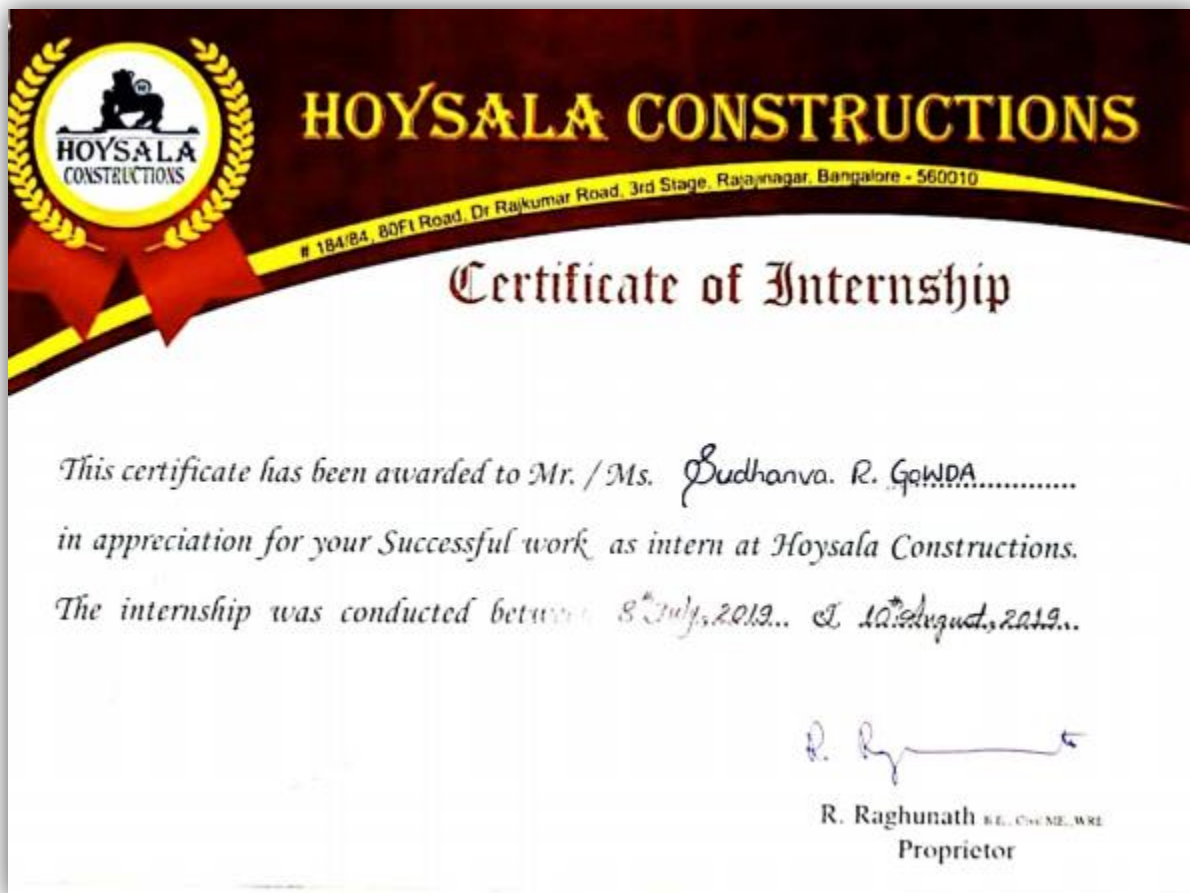 HOYSALA
CONSTRUCTIONS
HOYSALA CONSTRUCTIONS
# 184/84, 80Ft Road, Dr Rajkumar Road, 3rd Stage, Rajajinagar, Bangalore - 560010
Certificate of Internship
This certificate has been awarded to Mr. / Ms. Sudhanva. R. GOWDA
in appreciation for your Successful work as intern at Hoysala Constructions.
The internship was conducted between 8th July, 2019... & 10th August, 2019...
R. Raghunath B.E.,
Proprietor